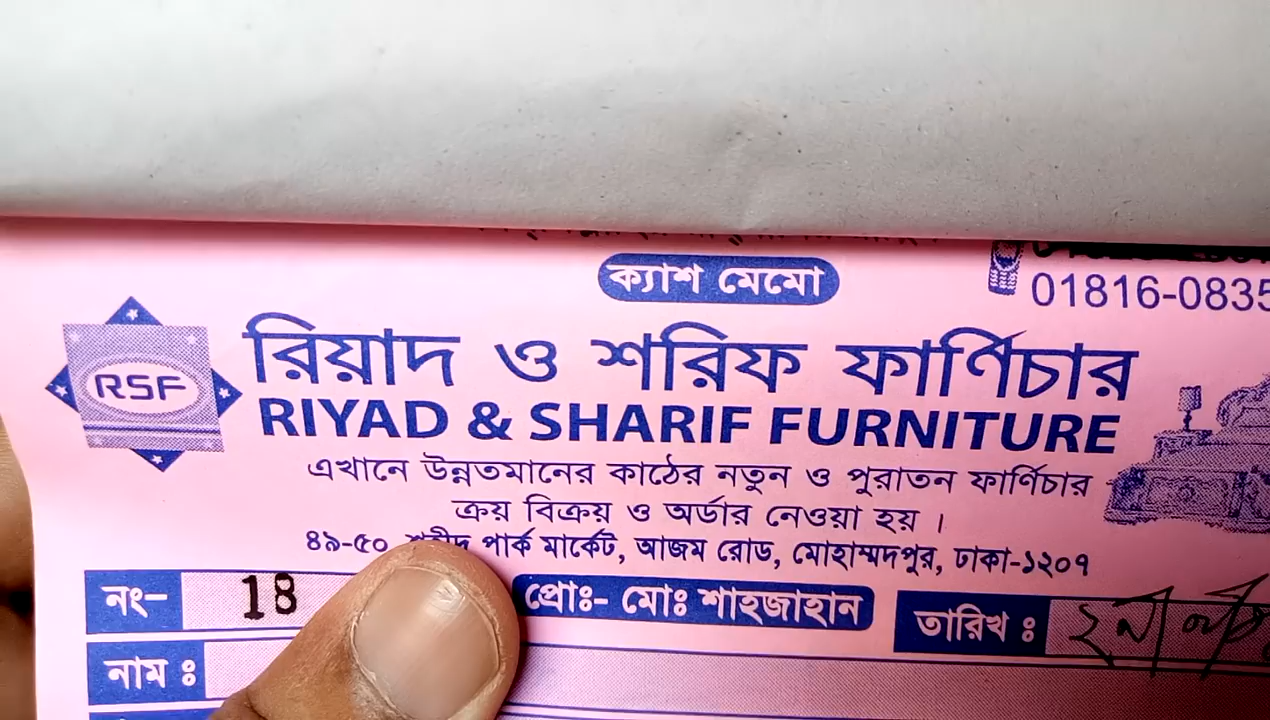 ক্যাশ মেমো
01816-0835
RSF
রিয়াদ ও শরিফ ফার্ণিচার
RIYAD & SHARIF FURNITURE
এখানে উন্নতমানের কাঠের নতুন ও পুরাতন ফার্ণিচার
ক্রয় বিক্রয় ও অর্ডার নেওয়া হয় ।
৪৯-৫০, শহীদ পার্ক মার্কেট, আজম রোড, মোহাম্মদপুর, ঢাকা-১২০৭
নং- 18
প্রোঃ- মোঃ শাহজাহান
তারিখ ঃ
নাম ঃ